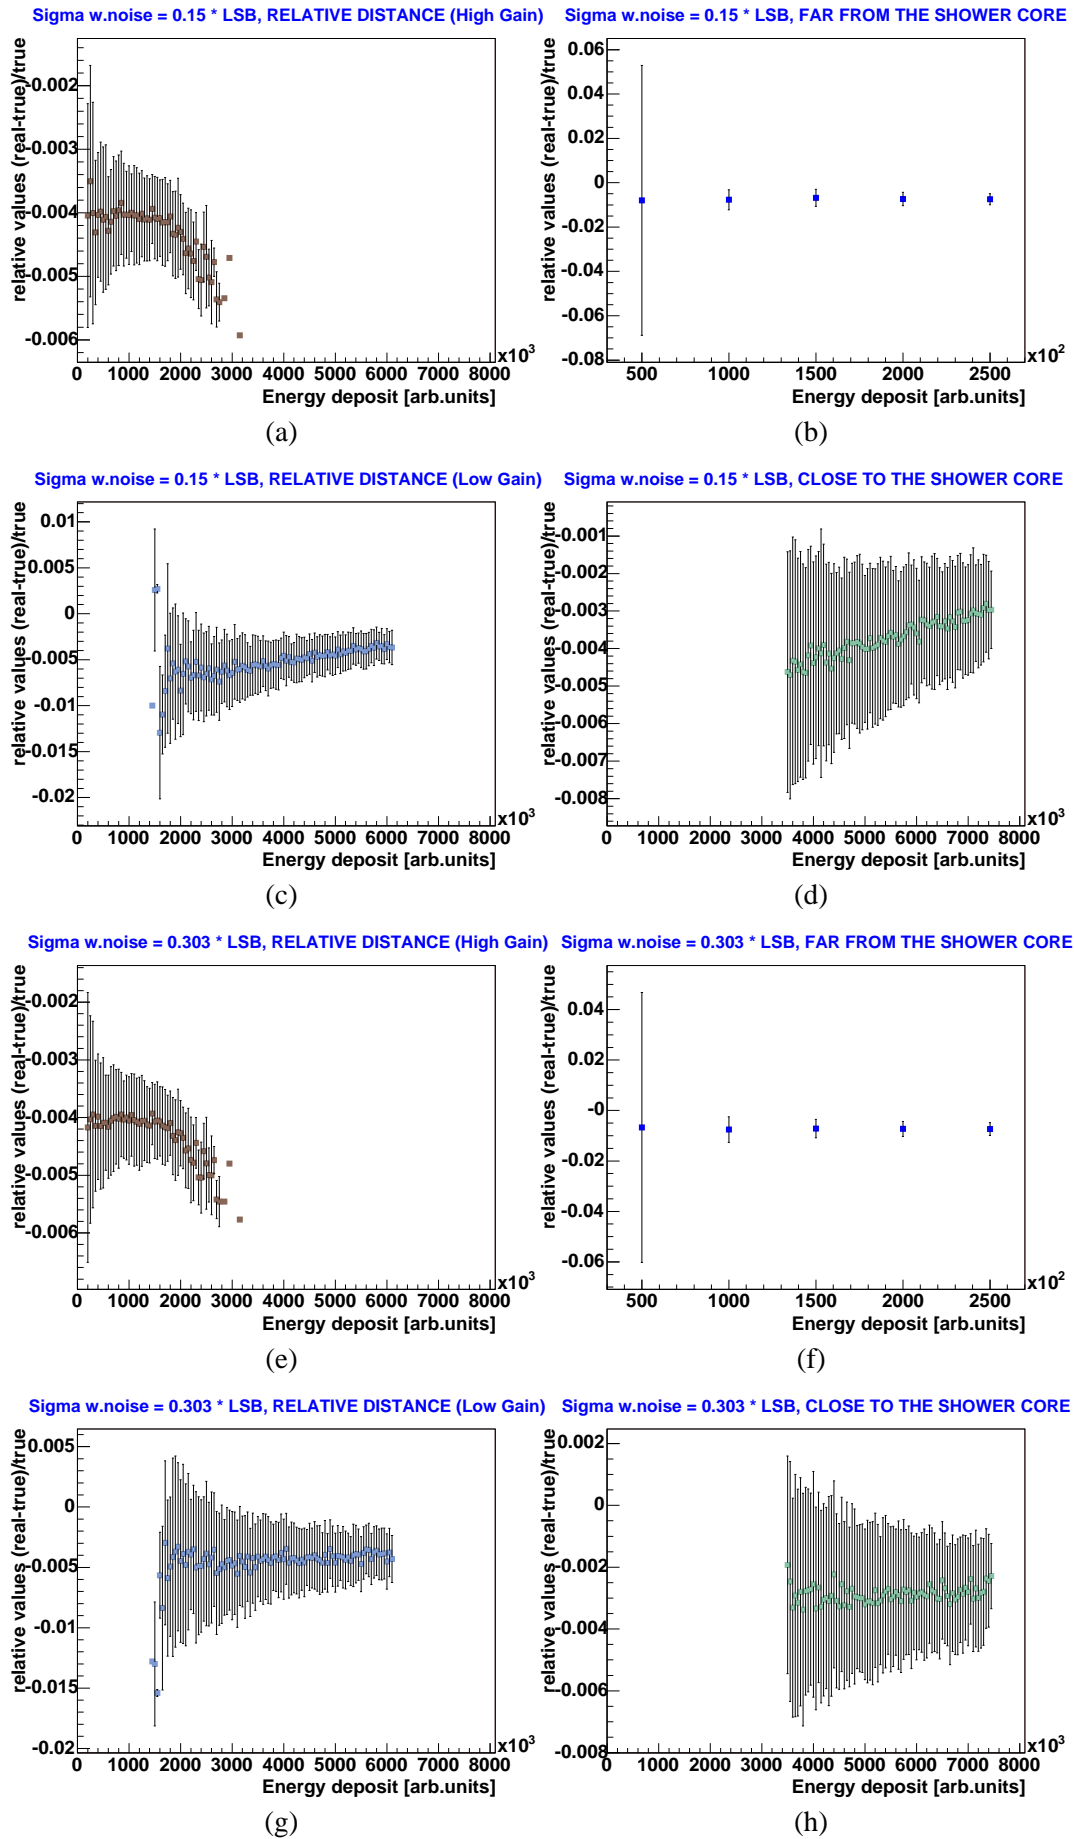 Sigma w.noise = 0.15 * LSB, RELATIVE DISTANCE (High Gain)
relative values (real-true)/true
-0.002
-0.003
-0.004
-0.005
-0.006
0 1000 2000 3000 4000 5000 6000 7000 8000
x10³
Energy deposit [arb.units]
(a)
Sigma w.noise = 0.15 * LSB, FAR FROM THE SHOWER CORE
relative values (real-true)/true
0.06
0.04
0.02
0
-0.02
-0.04
-0.06
-0.08
500 1000 1500 2000 2500
x10²
Energy deposit [arb.units]
(b)
Sigma w.noise = 0.15 * LSB, RELATIVE DISTANCE (Low Gain)
relative values (real-true)/true
0.01
0.005
0
-0.005
-0.01
-0.015
-0.02
0 1000 2000 3000 4000 5000 6000 7000 8000
x10³
Energy deposit [arb.units]
(c)
Sigma w.noise = 0.15 * LSB, CLOSE TO THE SHOWER CORE
relative values (real-true)/true
-0.001
-0.002
-0.003
-0.004
-0.005
-0.006
-0.007
-0.008
0 1000 2000 3000 4000 5000 6000 7000 8000
x10³
Energy deposit [arb.units]
(d)
Sigma w.noise = 0.303 * LSB, RELATIVE DISTANCE (High Gain)
relative values (real-true)/true
-0.002
-0.003
-0.004
-0.005
-0.006
0 1000 2000 3000 4000 5000 6000 7000 8000
x10³
Energy deposit [arb.units]
(e)
Sigma w.noise = 0.303 * LSB, FAR FROM THE SHOWER CORE
relative values (real-true)/true
0.04
0.02
-0
-0.02
-0.04
-0.06
500 1000 1500 2000 2500
x10²
Energy deposit [arb.units]
(f)
Sigma w.noise = 0.303 * LSB, RELATIVE DISTANCE (Low Gain)
relative values (real-true)/true
0.005
0
-0.005
-0.01
-0.015
-0.02
0 1000 2000 3000 4000 5000 6000 7000 8000
x10³
Energy deposit [arb.units]
(g)
Sigma w.noise = 0.303 * LSB, CLOSE TO THE SHOWER CORE
relative values (real-true)/true
0.002
0
-0.002
-0.004
-0.006
-0.008
0 1000 2000 3000 4000 5000 6000 7000 8000
x10³
Energy deposit [arb.units]
(h)